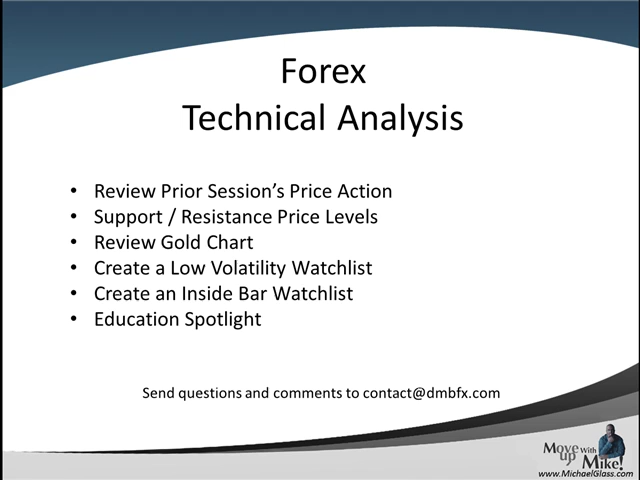 Forex
Technical Analysis
• Review Prior Session's Price Action
• Support / Resistance Price Levels
• Review Gold Chart
• Create a Low Volatility Watchlist
• Create an Inside Bar Watchlist
• Education Spotlight
Send questions and comments to contact@dmbfx.com
Move up With Mike!
www.MichaelGlass.com